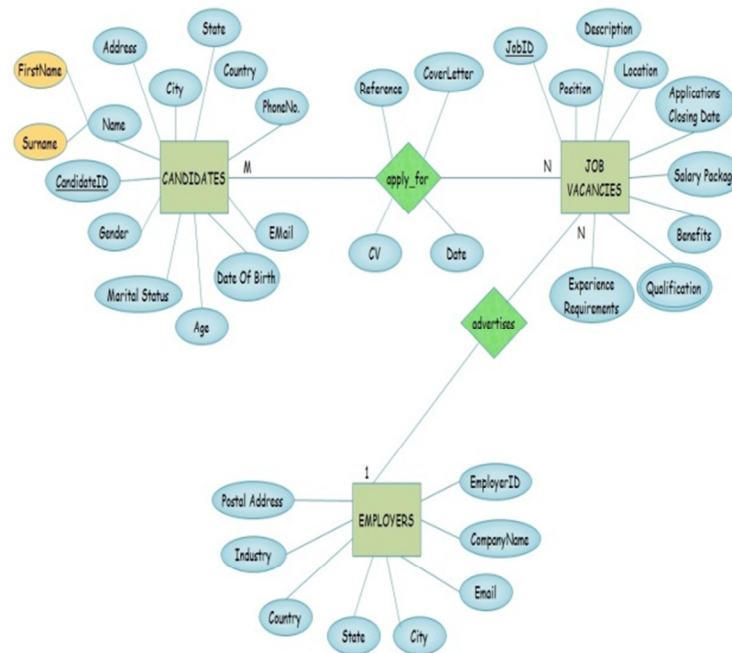 State
Description
Address
JobID
FirstName
Country
CoverLetter
Location
City
Reference
Position
Applications
Closing Date
PhoneNo.
Name
Surname
CANDIDATES
M
apply_for
N
JOB
VACANCIES
Salary Packag
CandidateID
Gender
EMail
CV
Date
N
Benefits
Date Of Birth
Experience
Requirements
Qualification
Marital Status
Age
advertises
1
Postal Address
EmployerID
EMPLOYERS
CompanyName
Industry
Email
Country
State
City